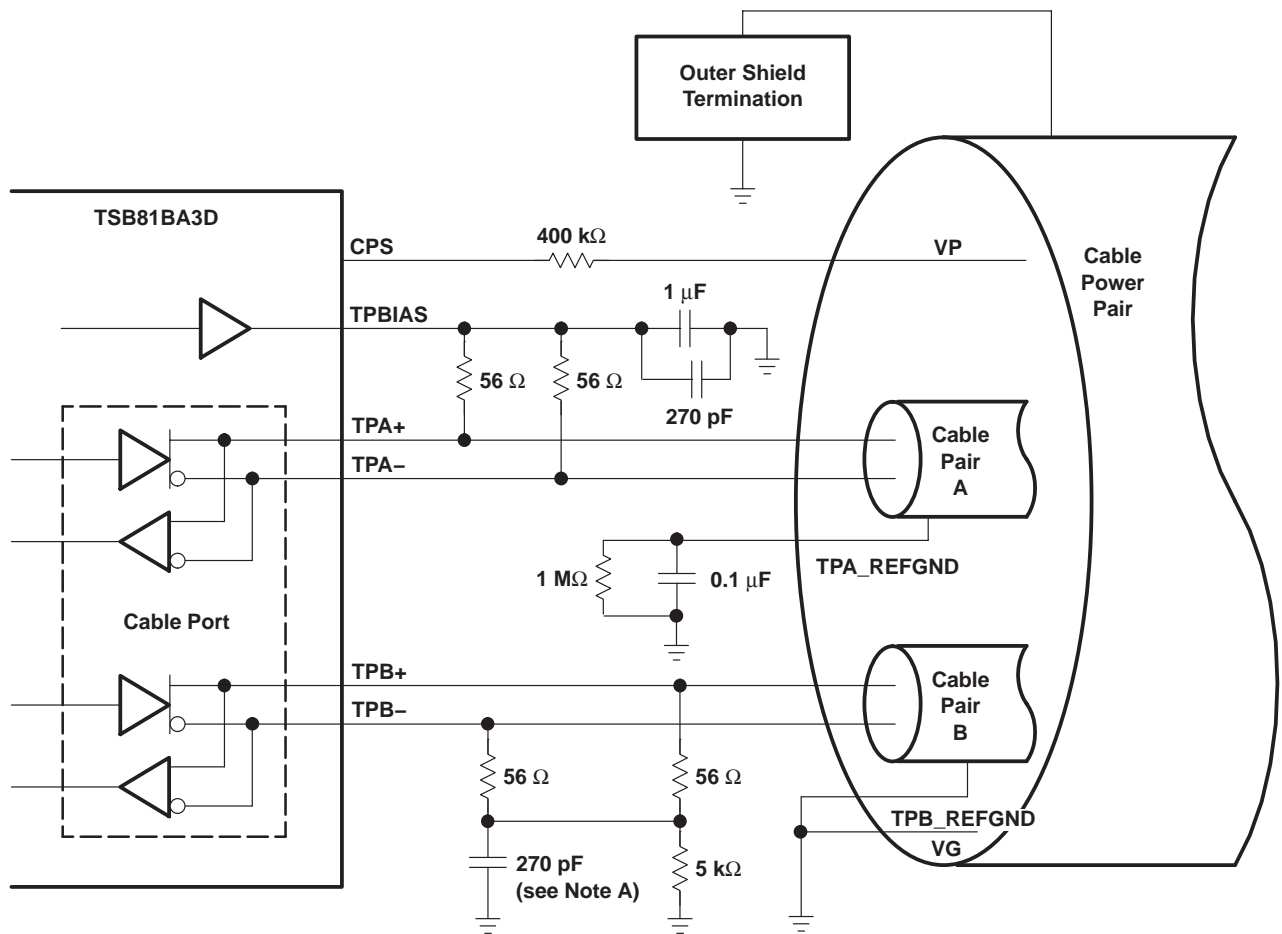 Outer Shield
Termination
TSB81BA3D
CPS
400 kΩ
VP
Cable
Power
Pair
TPBIAS
1 μF
56 Ω
56 Ω
270 pF
TPA+
TPA–
Cable
Pair
A
1 MΩ
0.1 μF
TPA_REFGND
Cable Port
TPB+
TPB–
Cable
Pair
B
56 Ω
56 Ω
TPB_REFGND
VG
270 pF
(see Note A)
5 kΩ